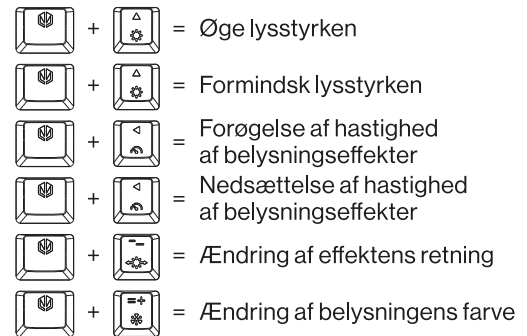 + = Øge lysstyrken
+ = Formindsk lysstyrken
+ = Forøgelse af hastighed
af belysningseffekter
+ = Nedsættelse af hastighed
af belysningseffekter
+ -- = Ændring af effektens retning
+ =+ = Ændring af belysningens farve